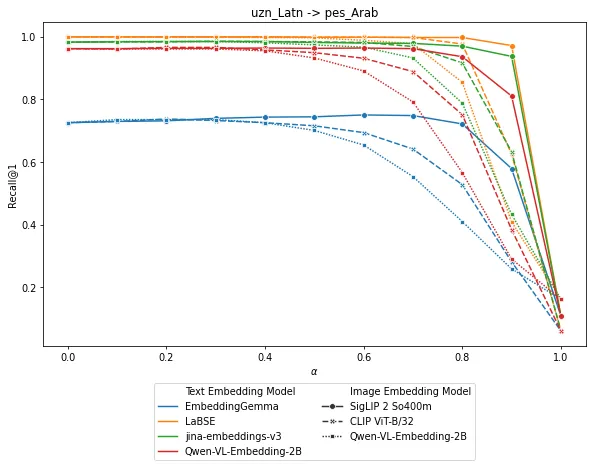 uzn_Latn -> pes_Arab
Recall@1
1.0
0.8
0.6
0.4
0.2
0.0
0.2
0.4
0.6
0.8
1.0
α
Text Embedding Model
EmbeddingGemma
LaBSE
jina-embeddings-v3
Qwen-VL-Embedding-2B
Image Embedding Model
SigLIP 2 So400m
CLIP ViT-B/32
Qwen-VL-Embedding-2B